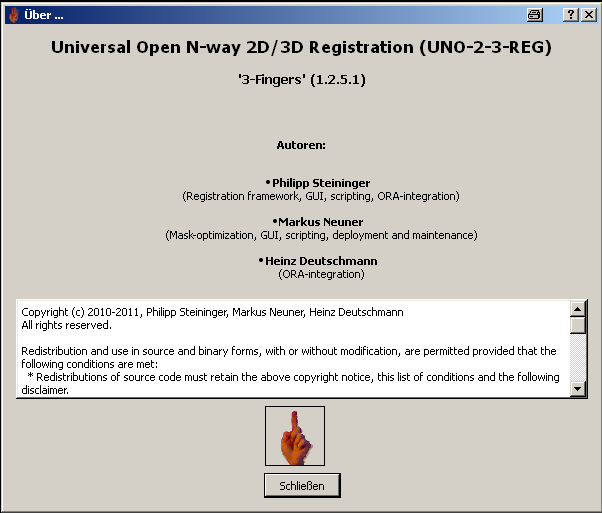 Über ...
Universal Open N-way 2D/3D Registration (UNO-2-3-REG)
'3-Fingers' (1.2.5.1)
Autoren:
•Philipp Steininger
(Registration framework, GUI, scripting, ORA-integration)
•Markus Neuner
(Mask-optimization, GUI, scripting, deployment and maintenance)
•Heinz Deutschmann
(ORA-integration)
Copyright (c) 2010-2011, Philipp Steininger, Markus Neuner, Heinz Deutschmann
All rights reserved.
Redistribution and use in source and binary forms, with or without modification, are permitted provided that the
following conditions are met:
* Redistributions of source code must retain the above copyright notice, this list of conditions and the following
disclaimer.
Schließen